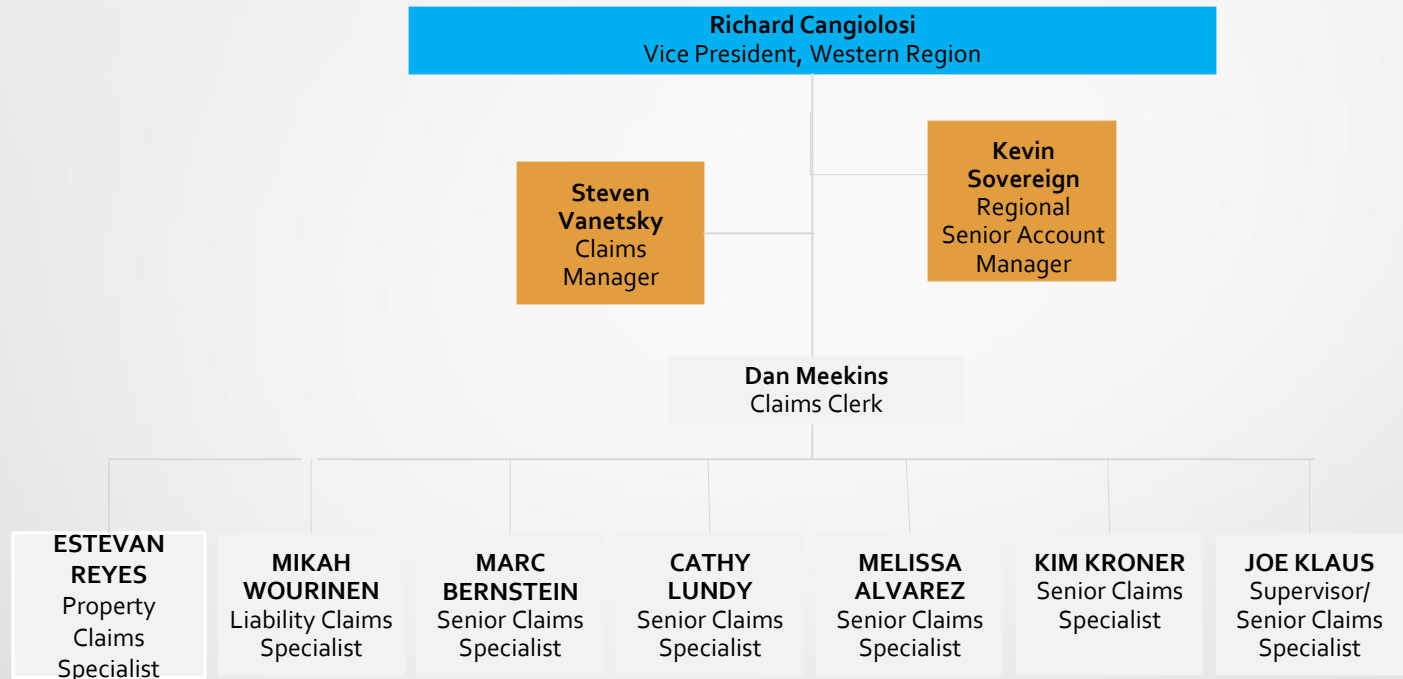 Richard Cangiolosi
Vice President, Western Region
Kevin
Sovereign
Regional
Senior Account
Manager
Steven
Vanetsky
Claims
Manager
Dan Meekins
Claims Clerk
ESTEVAN
REYES
Property
Claims
Specialist
MIKAH
WOURINEN
Liability Claims
Specialist
MARC
BERNSTEIN
Senior Claims
Specialist
CATHY
LUNDY
Senior Claims
Specialist
MELISSA
ALVAREZ
Senior Claims
Specialist
KIM KRONER
Senior Claims
Specialist
JOE KLAUS
Supervisor/
Senior Claims
Specialist